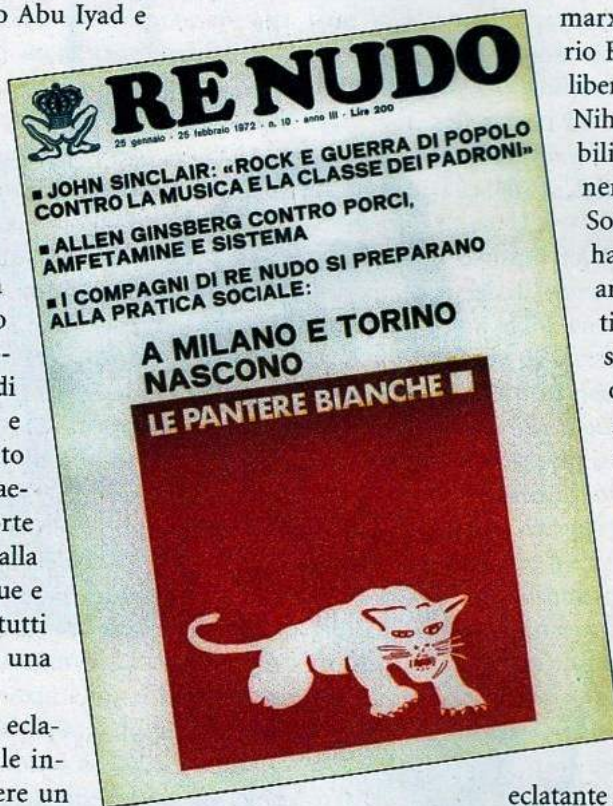 o Abu Iyad e
o
di
e
to
ae-
rte
alla
ue e
tutti
una
ecla-
le in-
ere un
RE NUDO
25 gennaio - 25 febbraio 1972 - n. 10 - anno III - Lire 200
■ JOHN SINCLAIR: «ROCK E GUERRA DI POPOLO
CONTRO LA MUSICA E LA CLASSE DEI PADRONI»
■ ALLEN GINSBERG CONTRO PORCI,
AMFETAMINE E SISTEMA
■ I COMPAGNI DI RE NUDO SI PREPARANO
ALLA PRATICA SOCIALE:
A MILANO E TORINO
NASCONO
LE PANTERE BIANCHE
marx
rio
liber
Nih
bili
ner
So
ha
ar
ti
s
eclatante